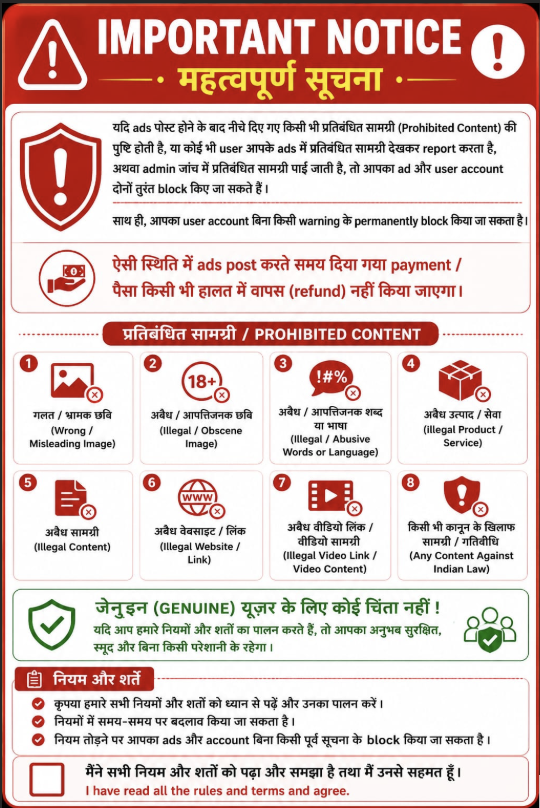 IMPORTANT NOTICE
महत्वपूर्ण सूचना
यदि ads पोस्ट होने के बाद नीचे दिए गए किसी भी प्रतिबंधित सामग्री (Prohibited Content) की
पुष्टि होती है, या कोई भी user आपके ads में प्रतिबंधित सामग्री देखकर report करता है,
अथवा admin जांच में प्रतिबंधित सामग्री पाई जाती है, तो आपका ad और user account
दोनों तुरंत block किए जा सकते हैं।
साथ ही, आपका user account बिना किसी warning के permanently block किया जा सकता है।
ऐसी स्थिति में ads post करते समय दिया गया payment /
पैसा किसी भी हालत में वापस (refund) नहीं किया जाएगा।
प्रतिबंधित सामग्री / PROHIBITED CONTENT
1
गलत / भ्रामक छवि
(Wrong /
Misleading Image)
2
18+
अबैध / आपत्तिजनक छवि
(Illegal / Obscene
Image)
3
!#%
अबैध / आपत्तिजनक शब्द
या भाषा
(Illegal / Abusive
Words or Language)
4
अबैध उत्पाद / सेवा
(illegal Product /
Service)
5
अबैध सामग्री
(Illegal Content)
6
www
अबैध वेबसाइट / लिंक
(Illegal Website /
Link)
7
अबैध वीडियो लिंक /
वीडियो सामग्री
(Illegal Video Link /
Video Content)
8
किसी भी कानून के खिलाफ
सामग्री / गतिवीधि
(Any Content Against
Indian Law)
जेनुइन (GENUINE) यूज़र के लिए कोई चिंता नहीं !
यदि आप हमारे नियमों और शर्तों का पालन करते हैं, तो आपका अनुभब सुरक्षित,
स्मूद और बिना किसी परेशानी के रहेगा।
नियम और शर्ते
कृपया हमारे सभी नियमों और शर्तो को ध्यान से पढ़ें और उनका पालन करें।
नियमों में समय-समय पर बदलाव किया जा सकता है।
नियम तोड़ने पर आपका ads और account बिना किसी पूर्व सूचना के block किया जा सकता है।
मैंने सभी नियम और शर्तों को पढ़ा और समझा है तथा मैं उनसे सहमत हूँ।
I have read all the rules and terms and agree.